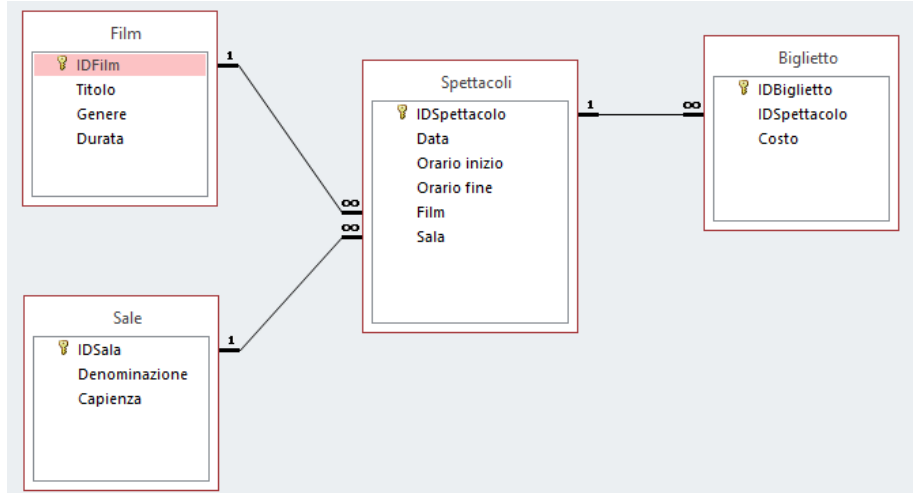 Film
IDFilm
Titolo
Genere
Durata
1
∞
Spettacoli
IDSpettacolo
Data
Orario inizio
Orario fine
Film
Sala
1
∞
Biglietto
IDBiglietto
IDSpettacolo
Costo
Sale
IDSala
Denominazione
Capienza
1
∞